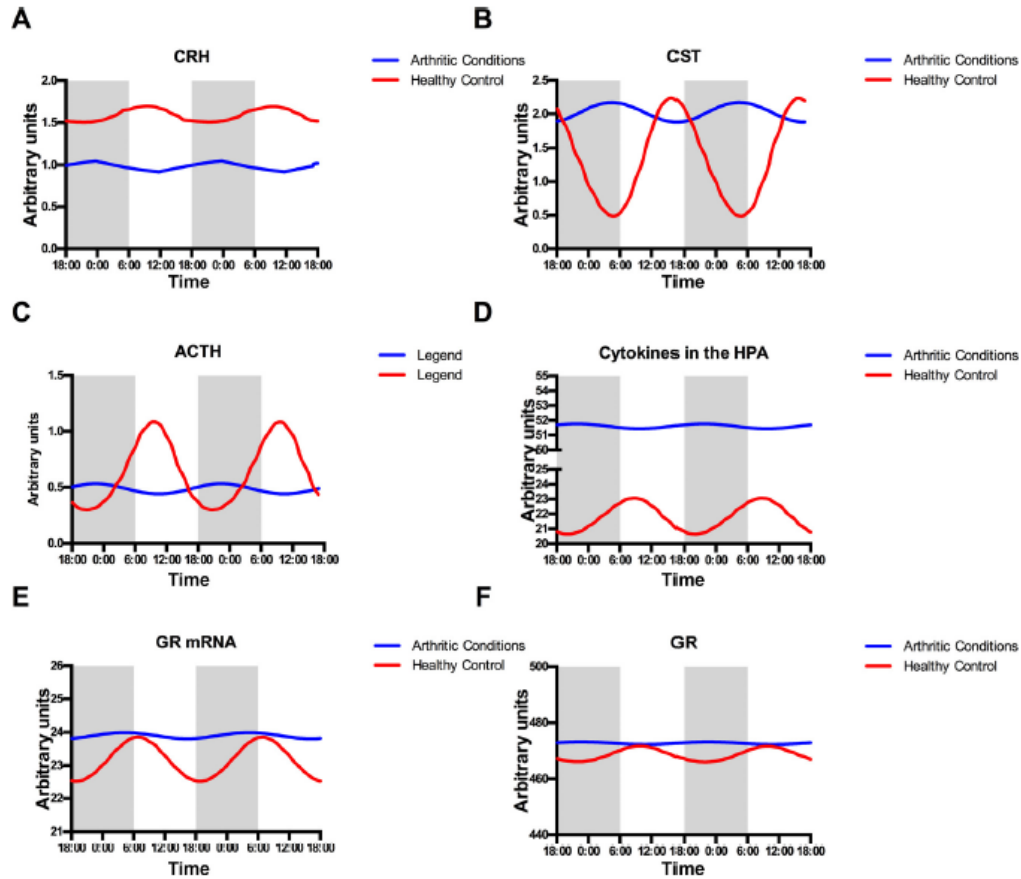 A
CRH
Arthritic Conditions
Healthy Control
Arbitrary units
2.0
1.5
1.0
0.5
0.0
18:00 0:00 6:00 12:00 18:00 0:00 6:00 12:00 18:00
Time
B
CST
Arthritic Conditions
Healthy Control
Arbitrary units
2.5
2.0
1.5
1.0
0.5
0.0
18:00 0:00 6:00 12:00 18:00 0:00 6:00 12:00 18:00
Time
C
ACTH
Legend
Legend
Arbitrary units
1.5
1.0
0.5
0.0
18:00 0:00 6:00 12:00 18:00 0:00 6:00 12:00 18:00
Time
D
Cytokines in the HPA
Arthritic Conditions
Healthy Control
Arbitrary units
55
54
53
52
51
50
25
24
23
22
21
20
18:00 0:00 6:00 12:00 18:00 0:00 6:00 12:00 18:00
Time
E
GR mRNA
Arthritic Conditions
Healthy Control
Arbitrary units
26
25
24
23
22
21
18:00 0:00 6:00 12:00 18:00 0:00 6:00 12:00 18:00
Time
F
GR
Arthritic Conditions
Healthy Control
Arbitrary units
500
480
460
440
18:00 0:00 6:00 12:00 18:00 0:00 6:00 12:00 18:00
Time